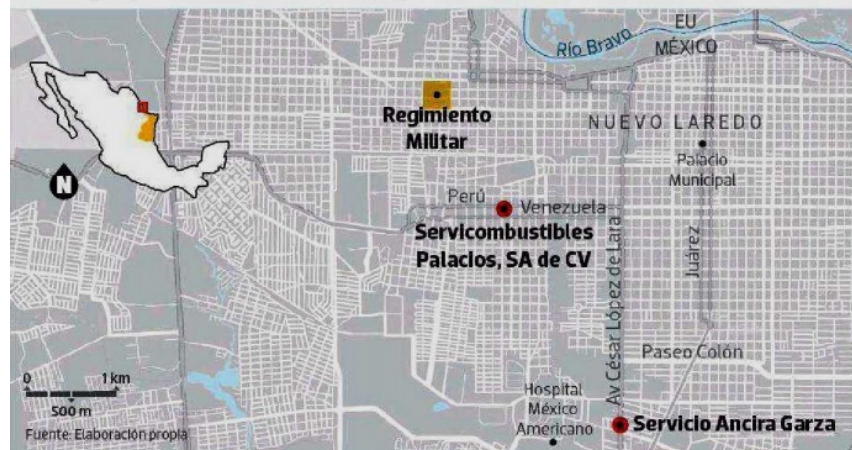 EU
Río Bravo
MÉXICO
Regimiento
Militar
NUEVO LAREDO
Palacio
Municipal
N
Perú
Venezuela
Servicombustibles
Palacios, SA de CV
Av César López de Lara
Juárez
Paseo Colón
0 1 km
500 m
Hospital
México
Americano
Servicio Ancira Garza
Fuente: Elaboración propia